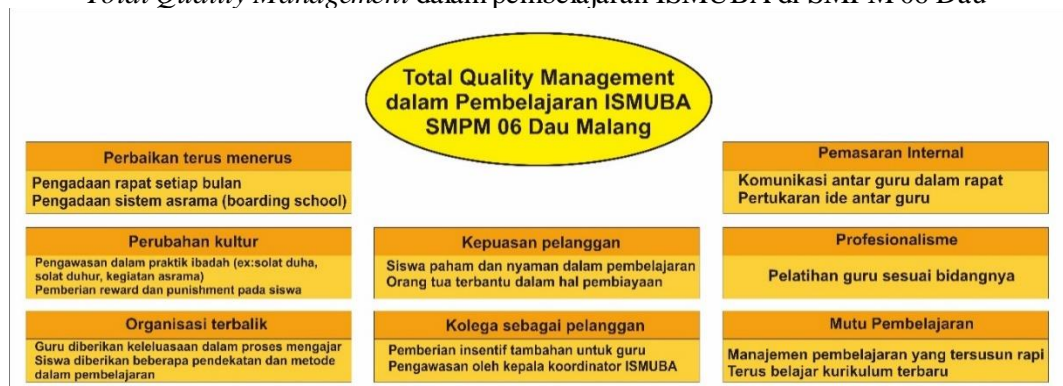 Total Quality Management dalam pembelajaran ISMUBA di SMPM 06 Dau
Total Quality Management
dalam Pembelajaran ISMUBA
SMPM 06 Dau Malang
Perbaikan terus menerus
Pengadaan rapat setiap bulan
Pengadaan sistem asrama (boarding school)
Pemasaran Internal
Komunikasi antar guru dalam rapat
Pertukaran ide antar guru
Perubahan kultur
Pengawasan dalam praktik ibadah (ex:solat duha,
solat duhur, kegiatan asrama)
Pemberian reward dan punishment pada siswa
Kepuasan pelanggan
Siswa paham dan nyaman dalam pembelajaran
Orang tua terbantu dalam hal pembiayaan
Profesionalisme
Pelatihan guru sesuai bidangnya
Organisasi terbalik
Guru diberikan keleluasaan dalam proses mengajar
Siswa diberikan beberapa pendekatan dan metode
dalam pembelajaran
Kolega sebagai pelanggan
Pemberian insentif tambahan untuk guru
Pengawasan oleh kepala koordinator ISMUBA
Mutu Pembelajaran
Manajemen pembelajaran yang tersusun rapi
Terus belajar kurikulum terbaru